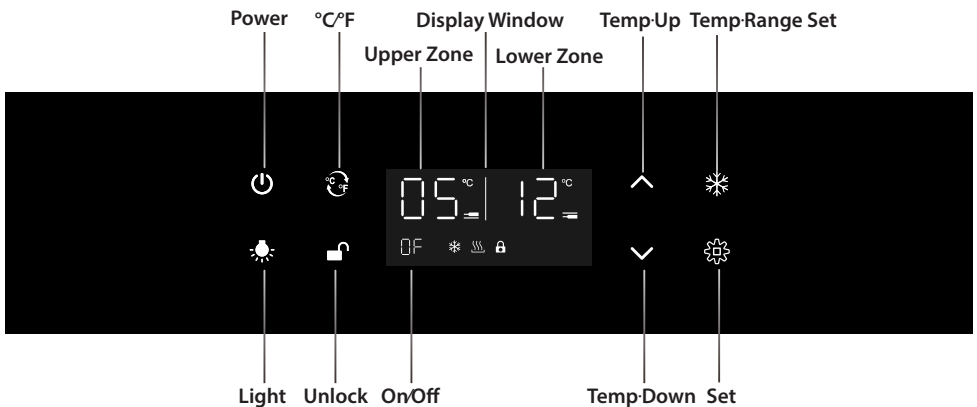 Power °C/°F Display Window Temp·Up Temp·Range Set
Upper Zone Lower Zone
°C °F
05 °C 12 °C
0F
Light Unlock On/Off Temp·Down Set